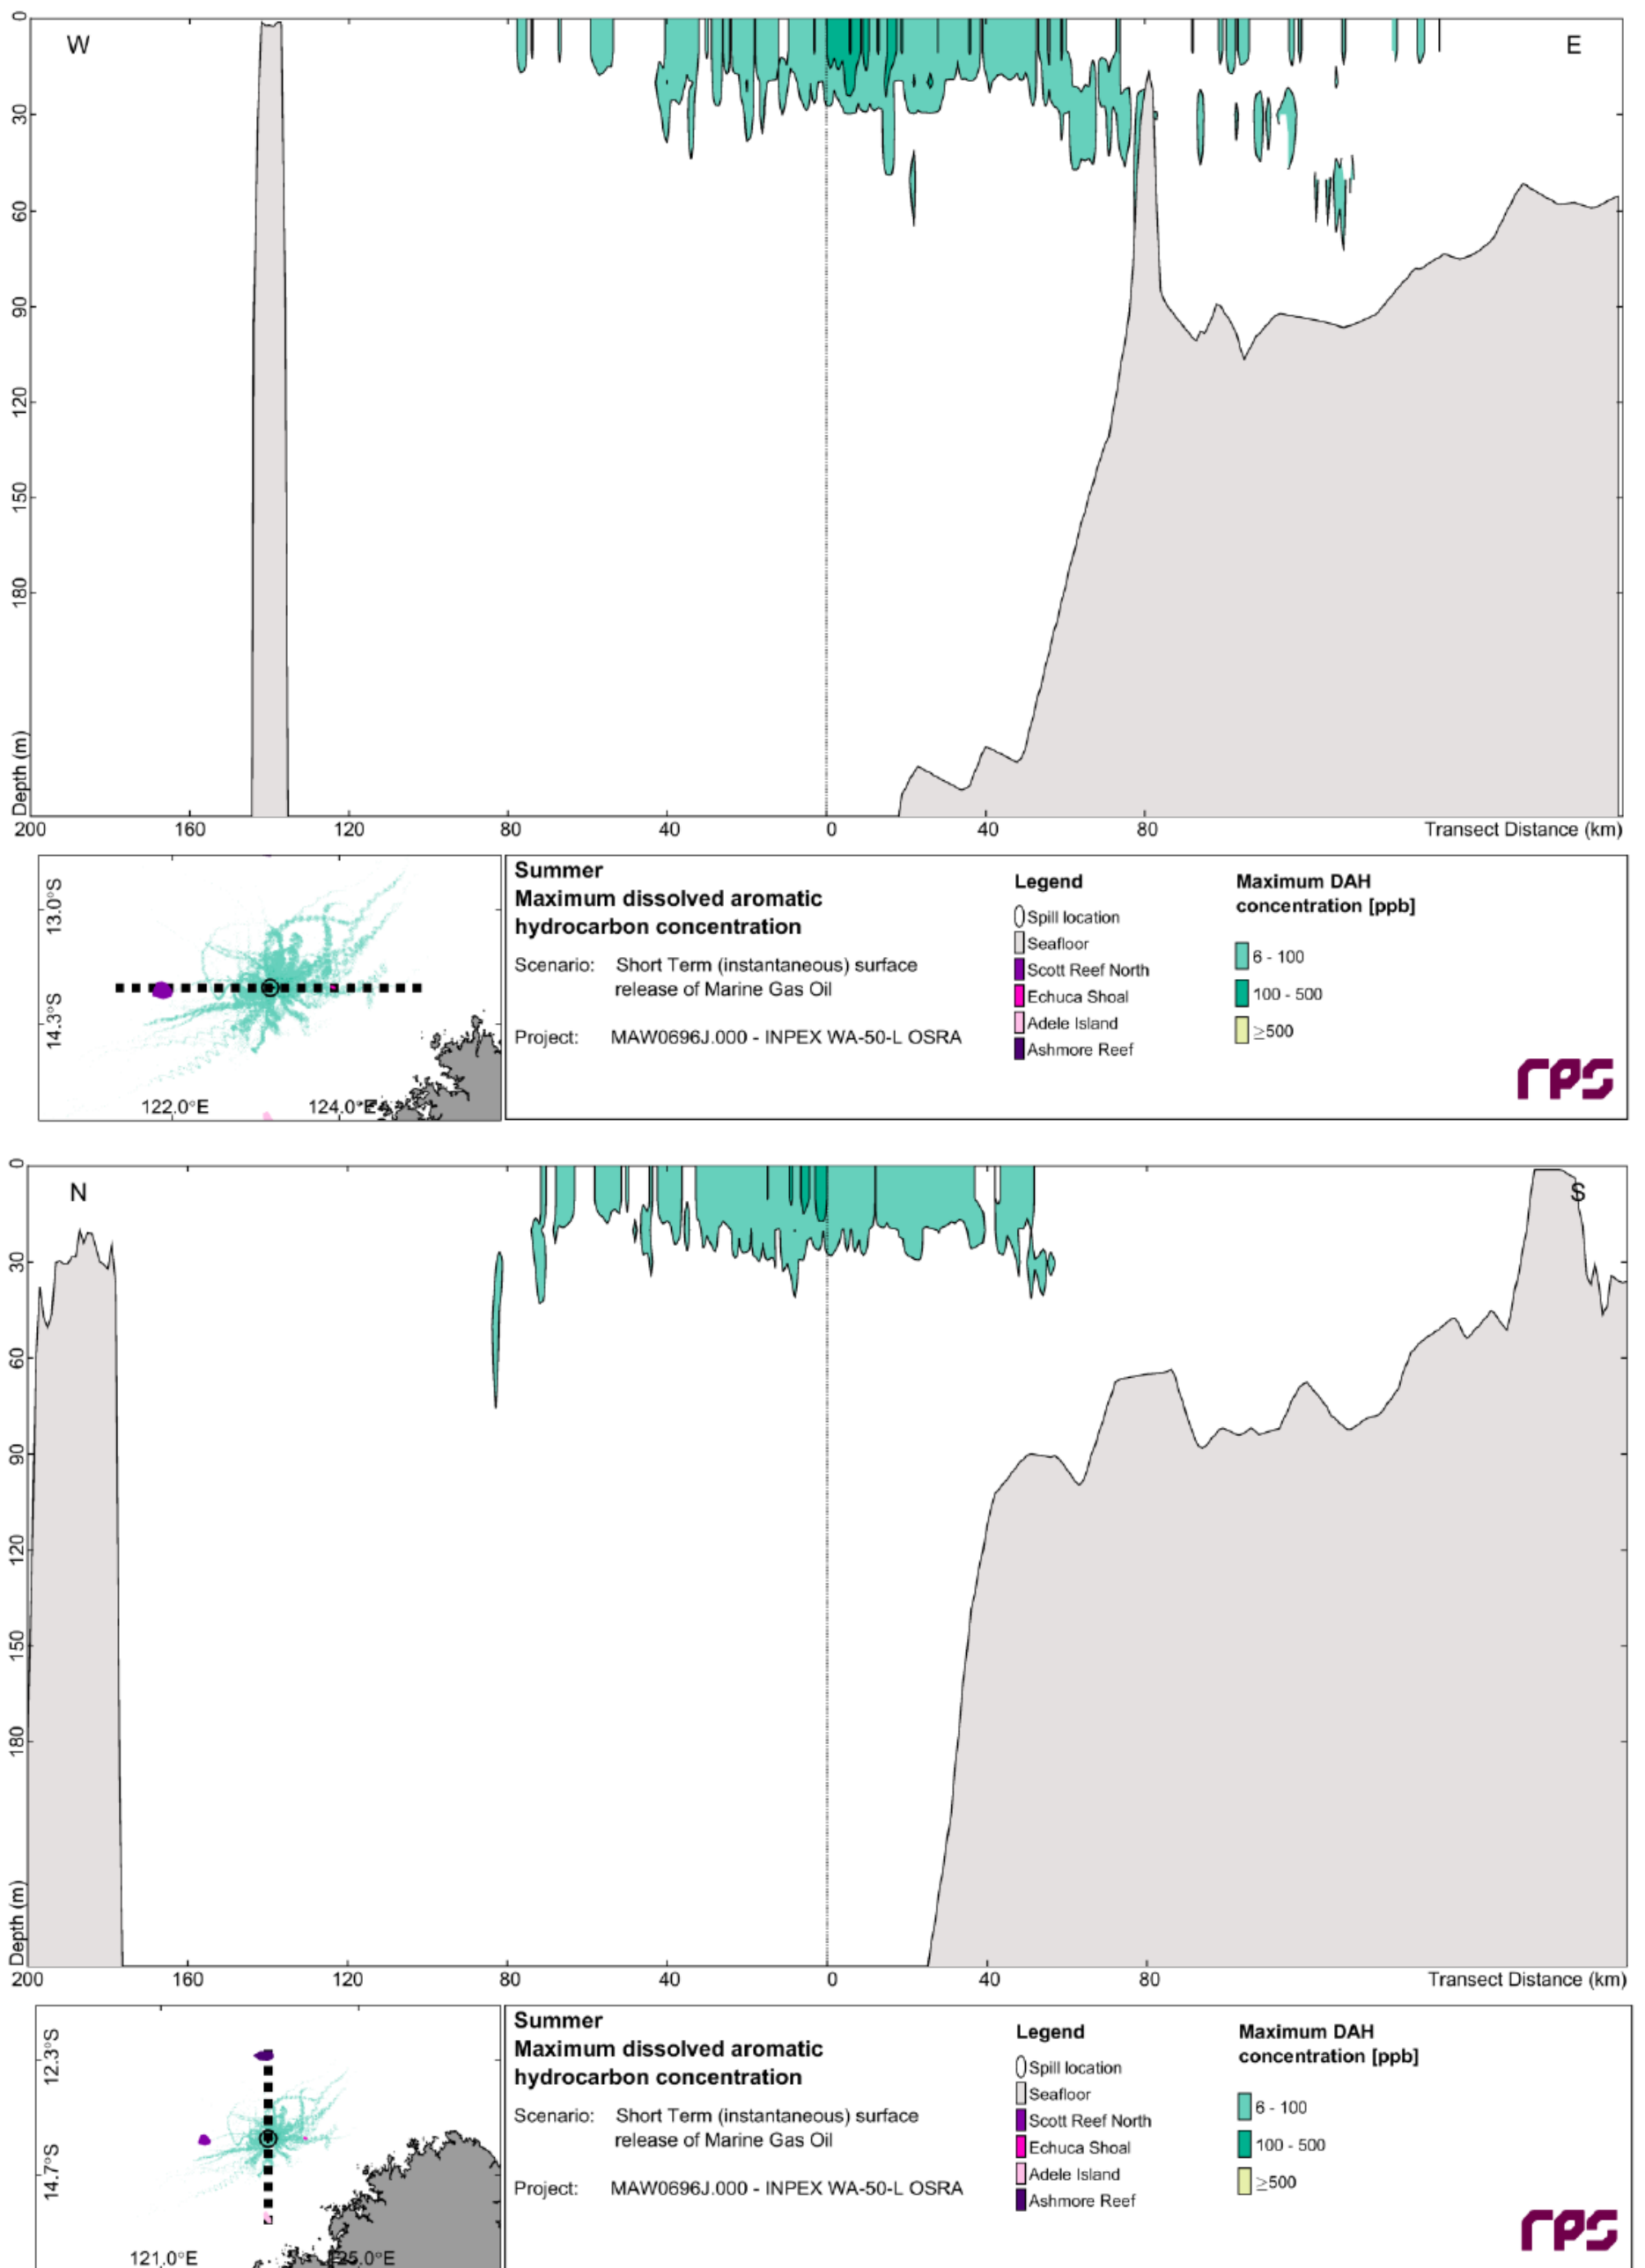 W
E
0
30
60
90
120
150
180
Depth (m)
200
160
120
80
40
0
40
80
Transect Distance (km)
13.0°S
14.3°S
122.0°E
124.0°E
Summer
Maximum dissolved aromatic
hydrocarbon concentration
Scenario: Short Term (instantaneous) surface
release of Marine Gas Oil
Project: MAW0696J.000 - INPEX WA-50-L OSRA
Legend
Spill location
Seafloor
Scott Reef North
Echuca Shoal
Adele Island
Ashmore Reef
Maximum DAH
concentration [ppb]
6 - 100
100 - 500
≥500
rps
N
S
0
30
60
90
120
150
180
Depth (m)
200
160
120
80
40
0
40
80
Transect Distance (km)
12.3°S
14.7°S
121.0°E
125.0°E
Summer
Maximum dissolved aromatic
hydrocarbon concentration
Scenario: Short Term (instantaneous) surface
release of Marine Gas Oil
Project: MAW0696J.000 - INPEX WA-50-L OSRA
Legend
Spill location
Seafloor
Scott Reef North
Echuca Shoal
Adele Island
Ashmore Reef
Maximum DAH
concentration [ppb]
6 - 100
100 - 500
≥500
rps